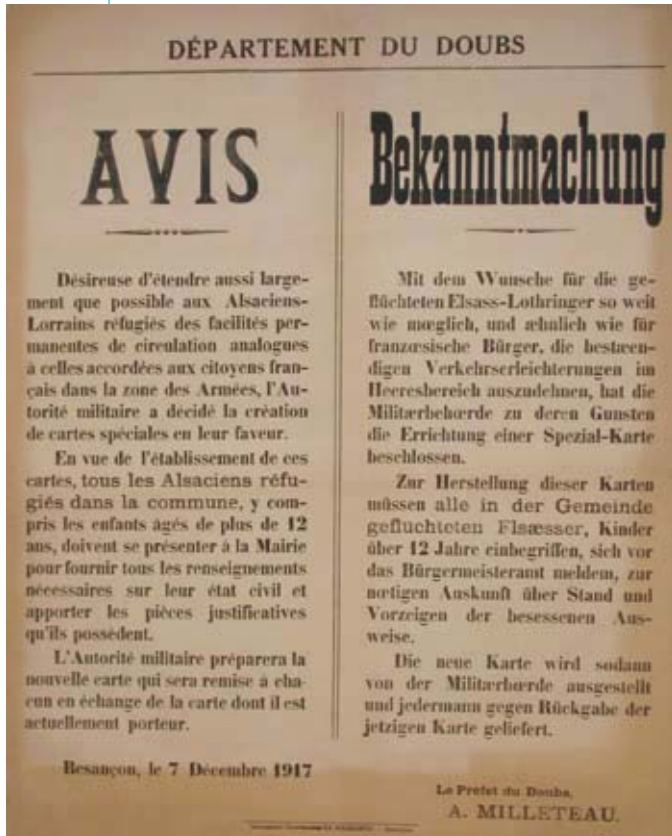 DÉPARTEMENT DU DOUBS
AVIS
Désireuse d'étendre aussi large-
ment que possible aux Alsaciens-
Lorrains réfugiés des facilités per-
manentes de circulation analogues
à celles accordées aux citoyens fran-
çais dans la zone des Armées, l'Au-
torité militaire a décidé la création
de cartes spéciales en leur faveur.
En vue de l'établissement de ces
cartes, tous les Alsaciens réfu-
giés dans la commune, y com-
pris les enfants âgés de plus de 12
ans, doivent se présenter à la Mairie
pour fournir tous les renseignements
nécessaires sur leur état civil et
apporter les pièces justificatives
qu'ils possèdent.
L'Autorité militaire préparera la
nouvelle carte qui sera remise à cha-
cun en échange de la carte dont il est
actuellement porteur.
Besançon, le 7 Décembre 1917
Bekanntmachung
Mit dem Wunsche für die ge-
flüchteten Elsass-Lothringer so weit
wie mœglich, und æhnlich wie für
franzœsische Bürger, die bestæen-
digen Verkehrserleichterungen im
Heeresbereich auszudehnen, hat die
Militærbehœrde zu deren Gunsten
die Errichtung einer Spezial-Karte
beschlossen.
Zur Herstellung dieser Karten
müssen alle in der Gemeinde
geflüchteten Flsæsser, Kinder
über 12 Jahre einbegriffen, sich vor
das Bürgermeisteramt meldem, zur
nœtigen Auskunft über Stand und
Vorzeigen der besessenen Aus-
weise.
Die neue Karte wird sodann
von der Militærbœrde ausgestellt
und jedermann gegen Rückgabe der
jetzigen Karte geliefert.
Le Préfet du Doubs,
A. MILLETEAU.